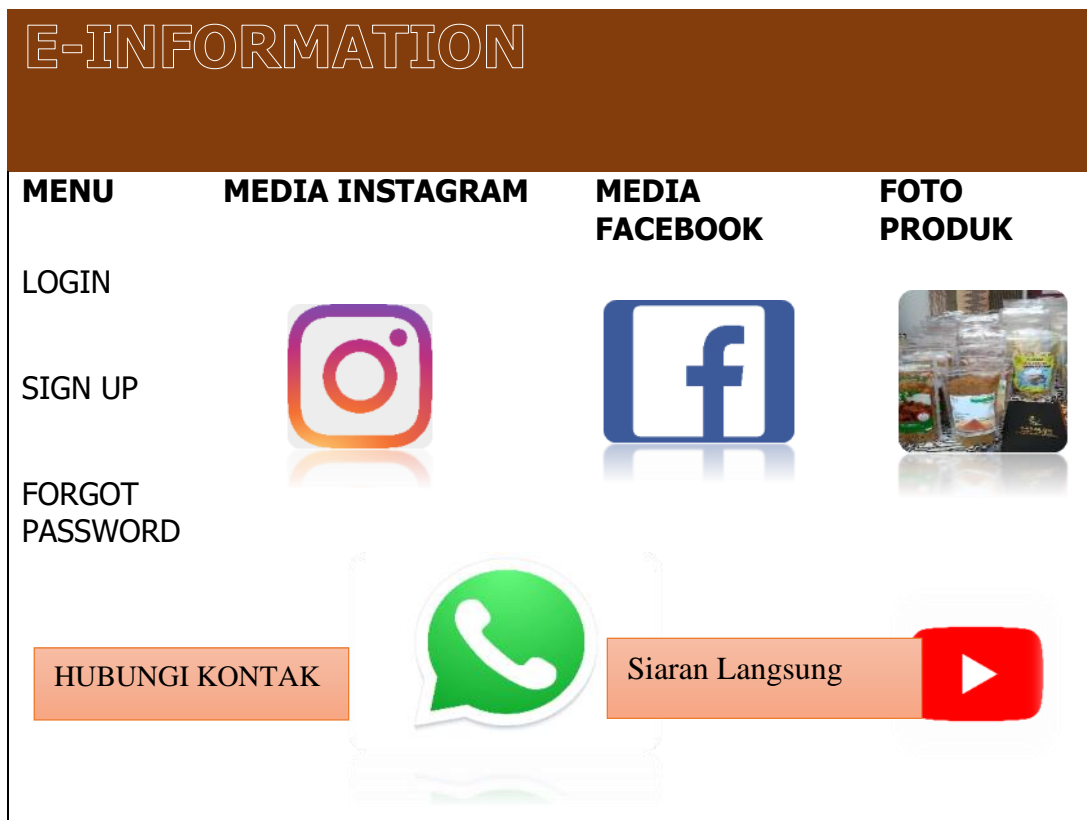 E-INFORMATION
MENU
MEDIA INSTAGRAM
MEDIA
FACEBOOK
FOTO
PRODUK
LOGIN
SIGN UP
FORGOT
PASSWORD
HUBUNGI KONTAK
Siaran Langsung